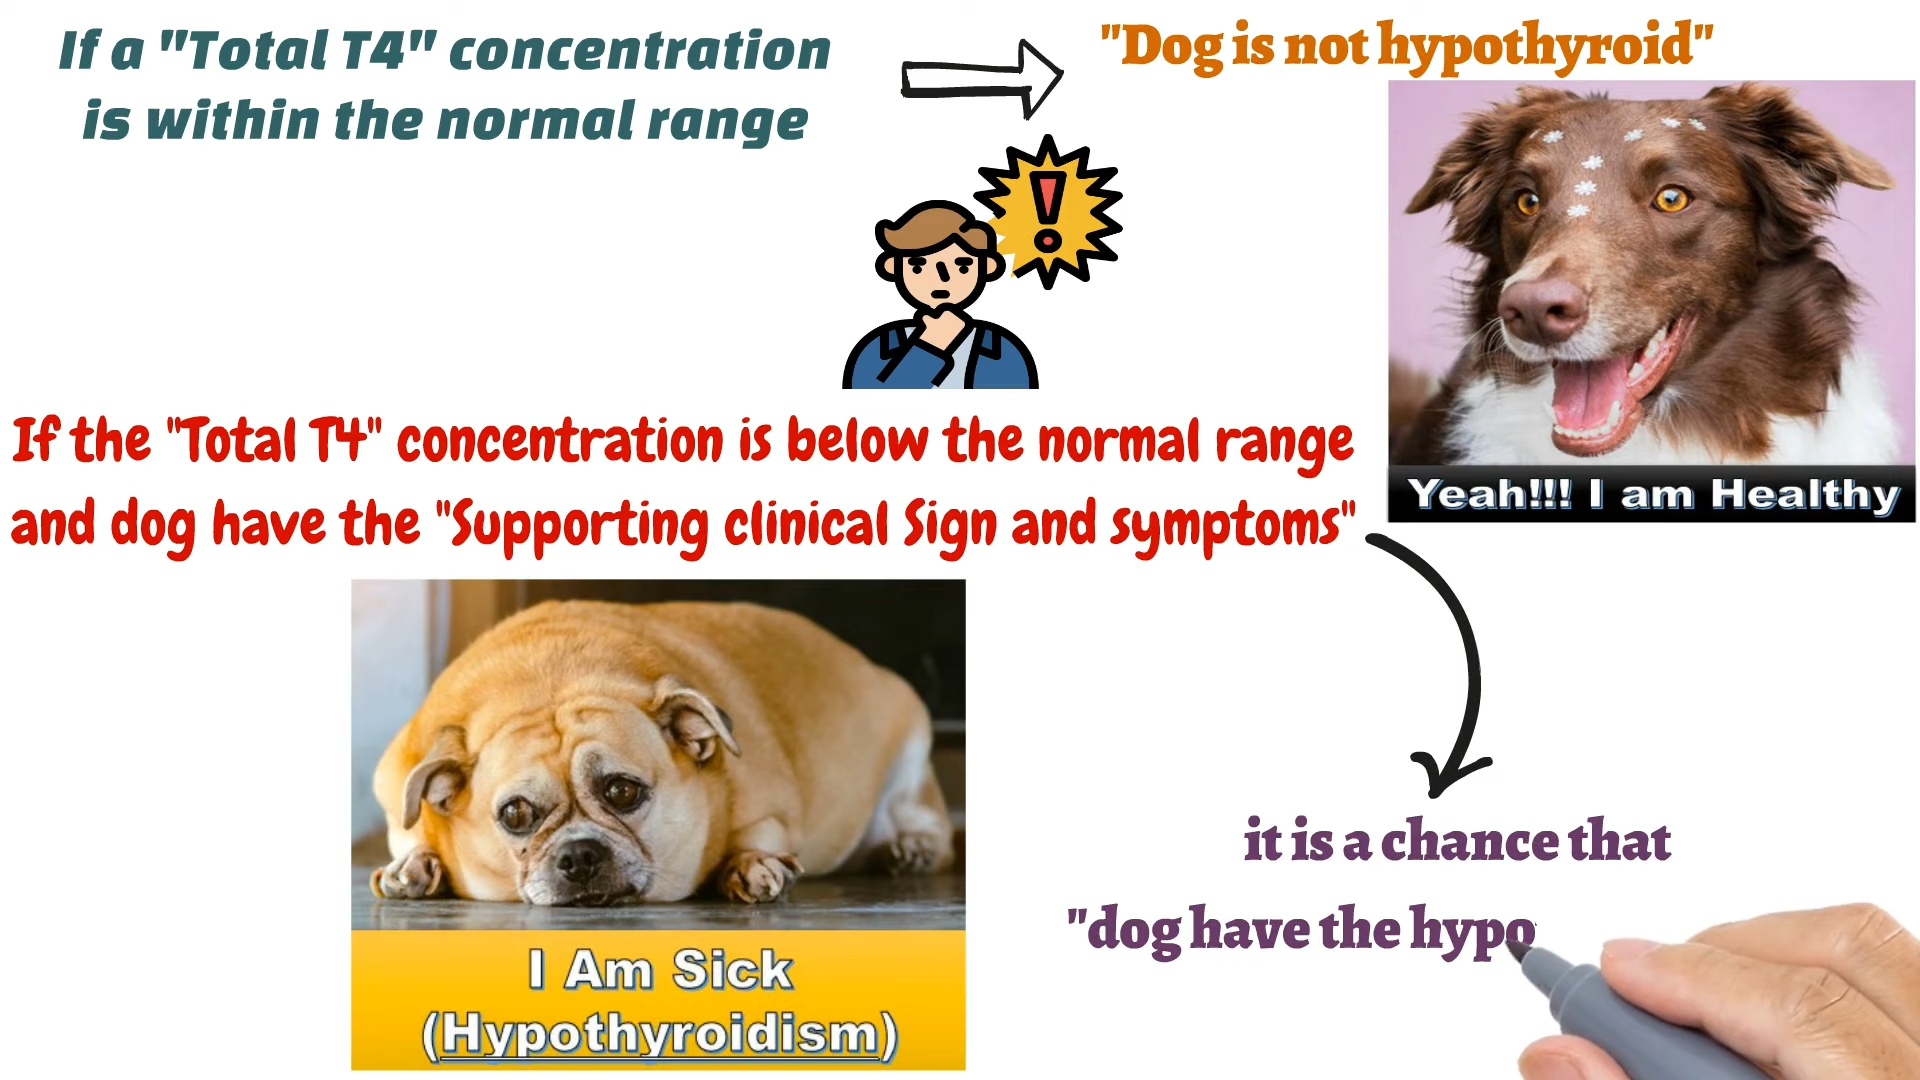 If a "Total T4" concentration
is within the normal range
"Dog is not hypothyroid"
Yeah!!! I am Healthy
If the "Total T4" concentration is below the normal range
and dog have the "Supporting clinical Sign and symptoms"
I Am Sick
(Hypothyroidism)
it is a chance that
"dog have the hypo